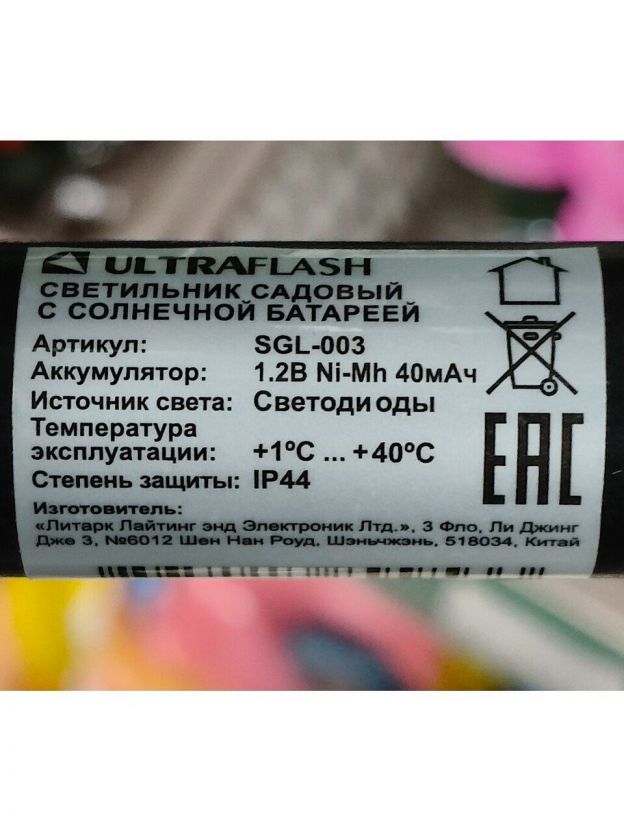 ULTRAFLASH
СВЕТИЛЬНИК САДОВЫЙ
С СОЛНЕЧНОЙ БАТАРЕЕЙ
Артикул: SGL-003
Аккумулятор: 1.2В Ni-Mh 40мАч
Источник света: Светодиоды
Температура
эксплуатации: +1°C ... +40°C
Степень защиты: IP44
EAC
Изготовитель:
«Литарк Лайтинг энд Электроник Лтд.», 3 Фло, Ли Джинг
Дже 3, №6012 Шен Нан Роуд, Шэньчжэнь, 518034, Китай